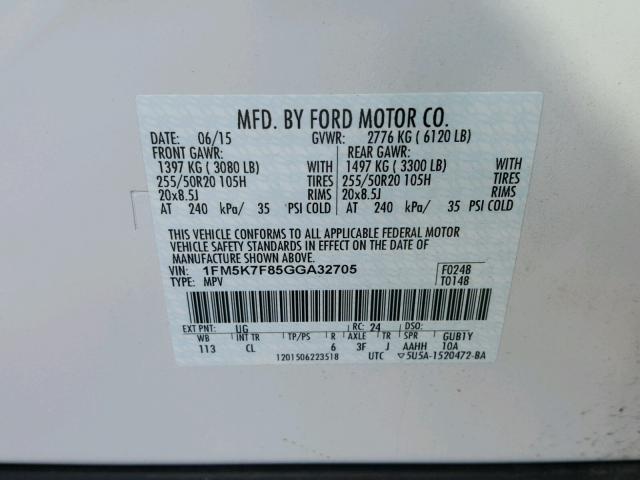 MFD. BY FORD MOTOR CO.
DATE: 06/15 GVWR: 2776 KG ( 6120 LB)
FRONT GAWR: REAR GAWR:
1397 KG ( 3080 LB) WITH 1497 KG ( 3300 LB) WITH
255/50R20 105H TIRES 255/50R20 105H TIRES
20x8.5J RIMS 20x8.5J RIMS
AT 240 kPa/ 35 PSI COLD AT 240 kPa/ 35 PSI COLD
THIS VEHICLE CONFORMS TO ALL APPLICABLE FEDERAL MOTOR
VEHICLE SAFETY STANDARDS IN EFFECT ON THE DATE OF
MANUFACTURE SHOWN ABOVE.
VIN: 1FM5K7F85GGA32705 F0248
TYPE: MPV T0148
EXT PNT: UG RC: 24 DSO:
WB INT TR TP/PS R AXLE TR SPR GUB1Y
113 CL 6 3F J AAHH 10A
1201506223518 UTC ▽5U5A-1520472-BA